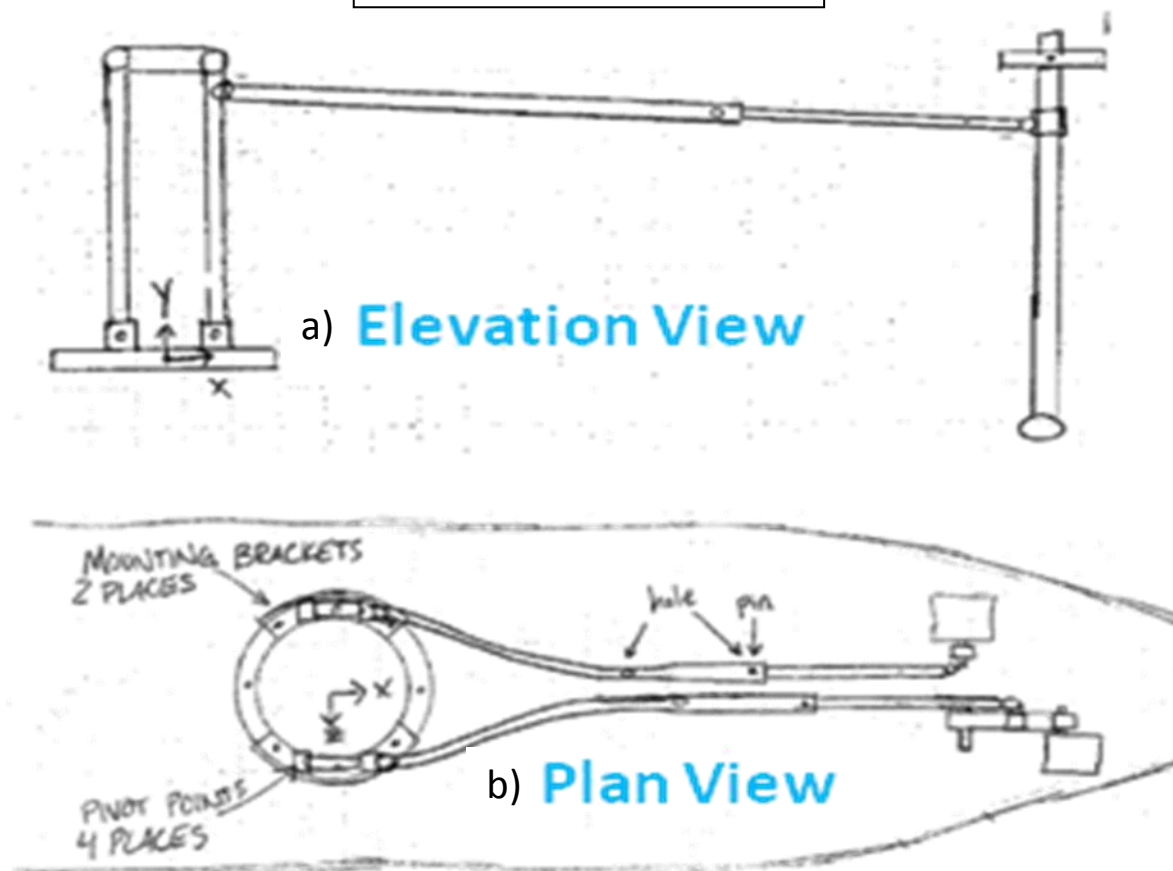 Y
X
a) Elevation View
MOUNTING BRACKETS
2 PLACES
hole
pin
X
b) Plan View
PIVOT POINTS
4 PLACES